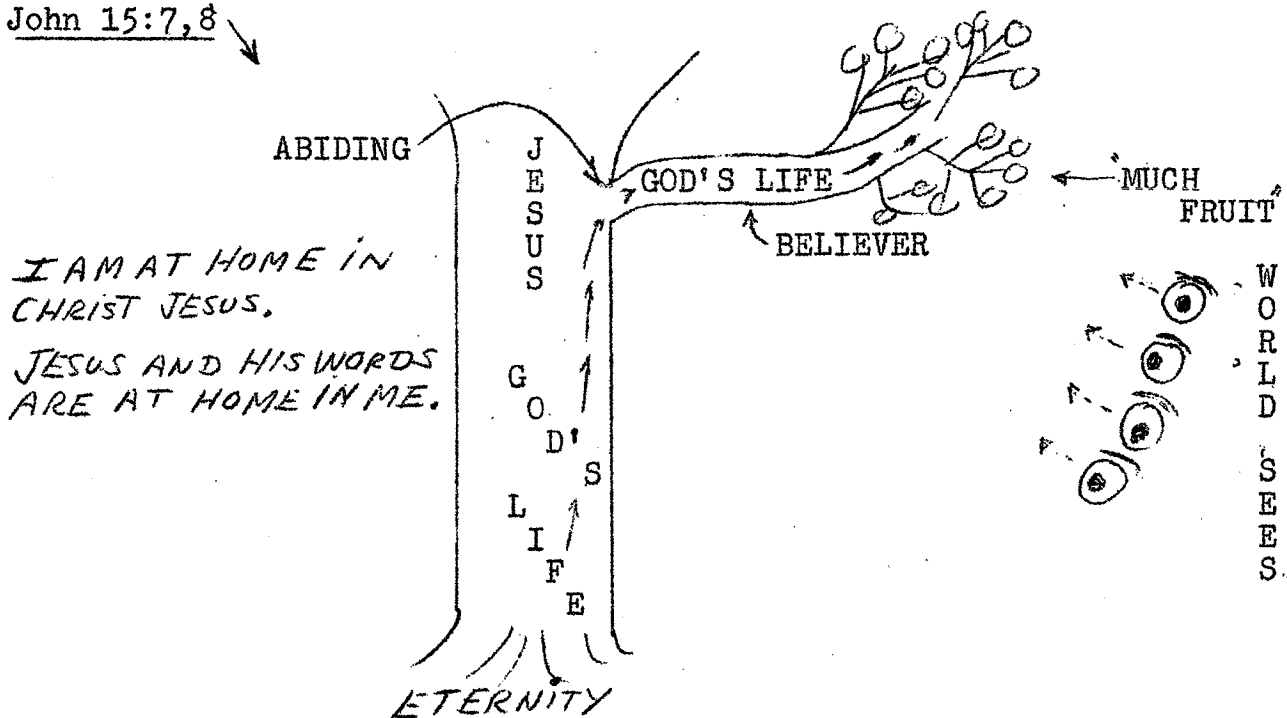 John 15:7,8
ABIDING
JESUS
GOD'S LIFE
"MUCH
FRUIT"
BELIEVER
I AM AT HOME IN
CHRIST JESUS.
JESUS AND HIS WORDS
ARE AT HOME IN ME.
GOD'S
LIFE
WORLD SEES
ETERNITY